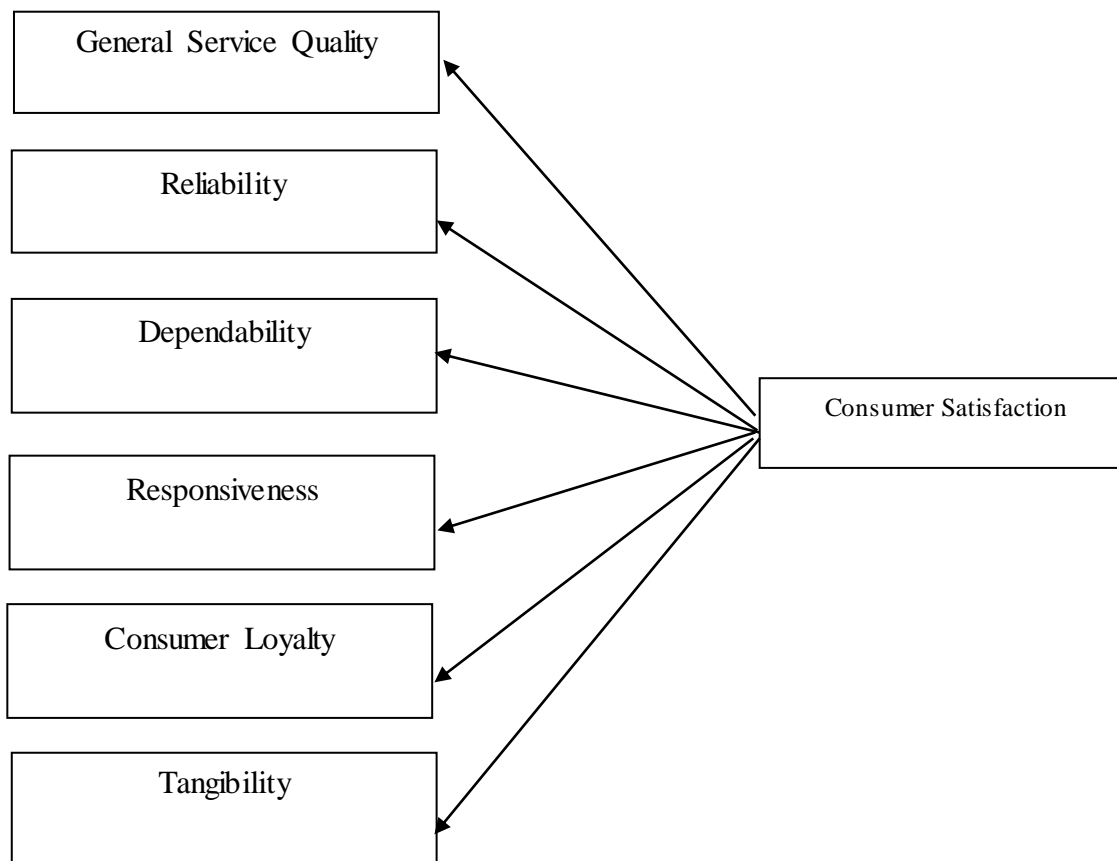 General Service Quality
Reliability
Dependability
Consumer Satisfaction
Responsiveness
Consumer Loyalty
Tangibility